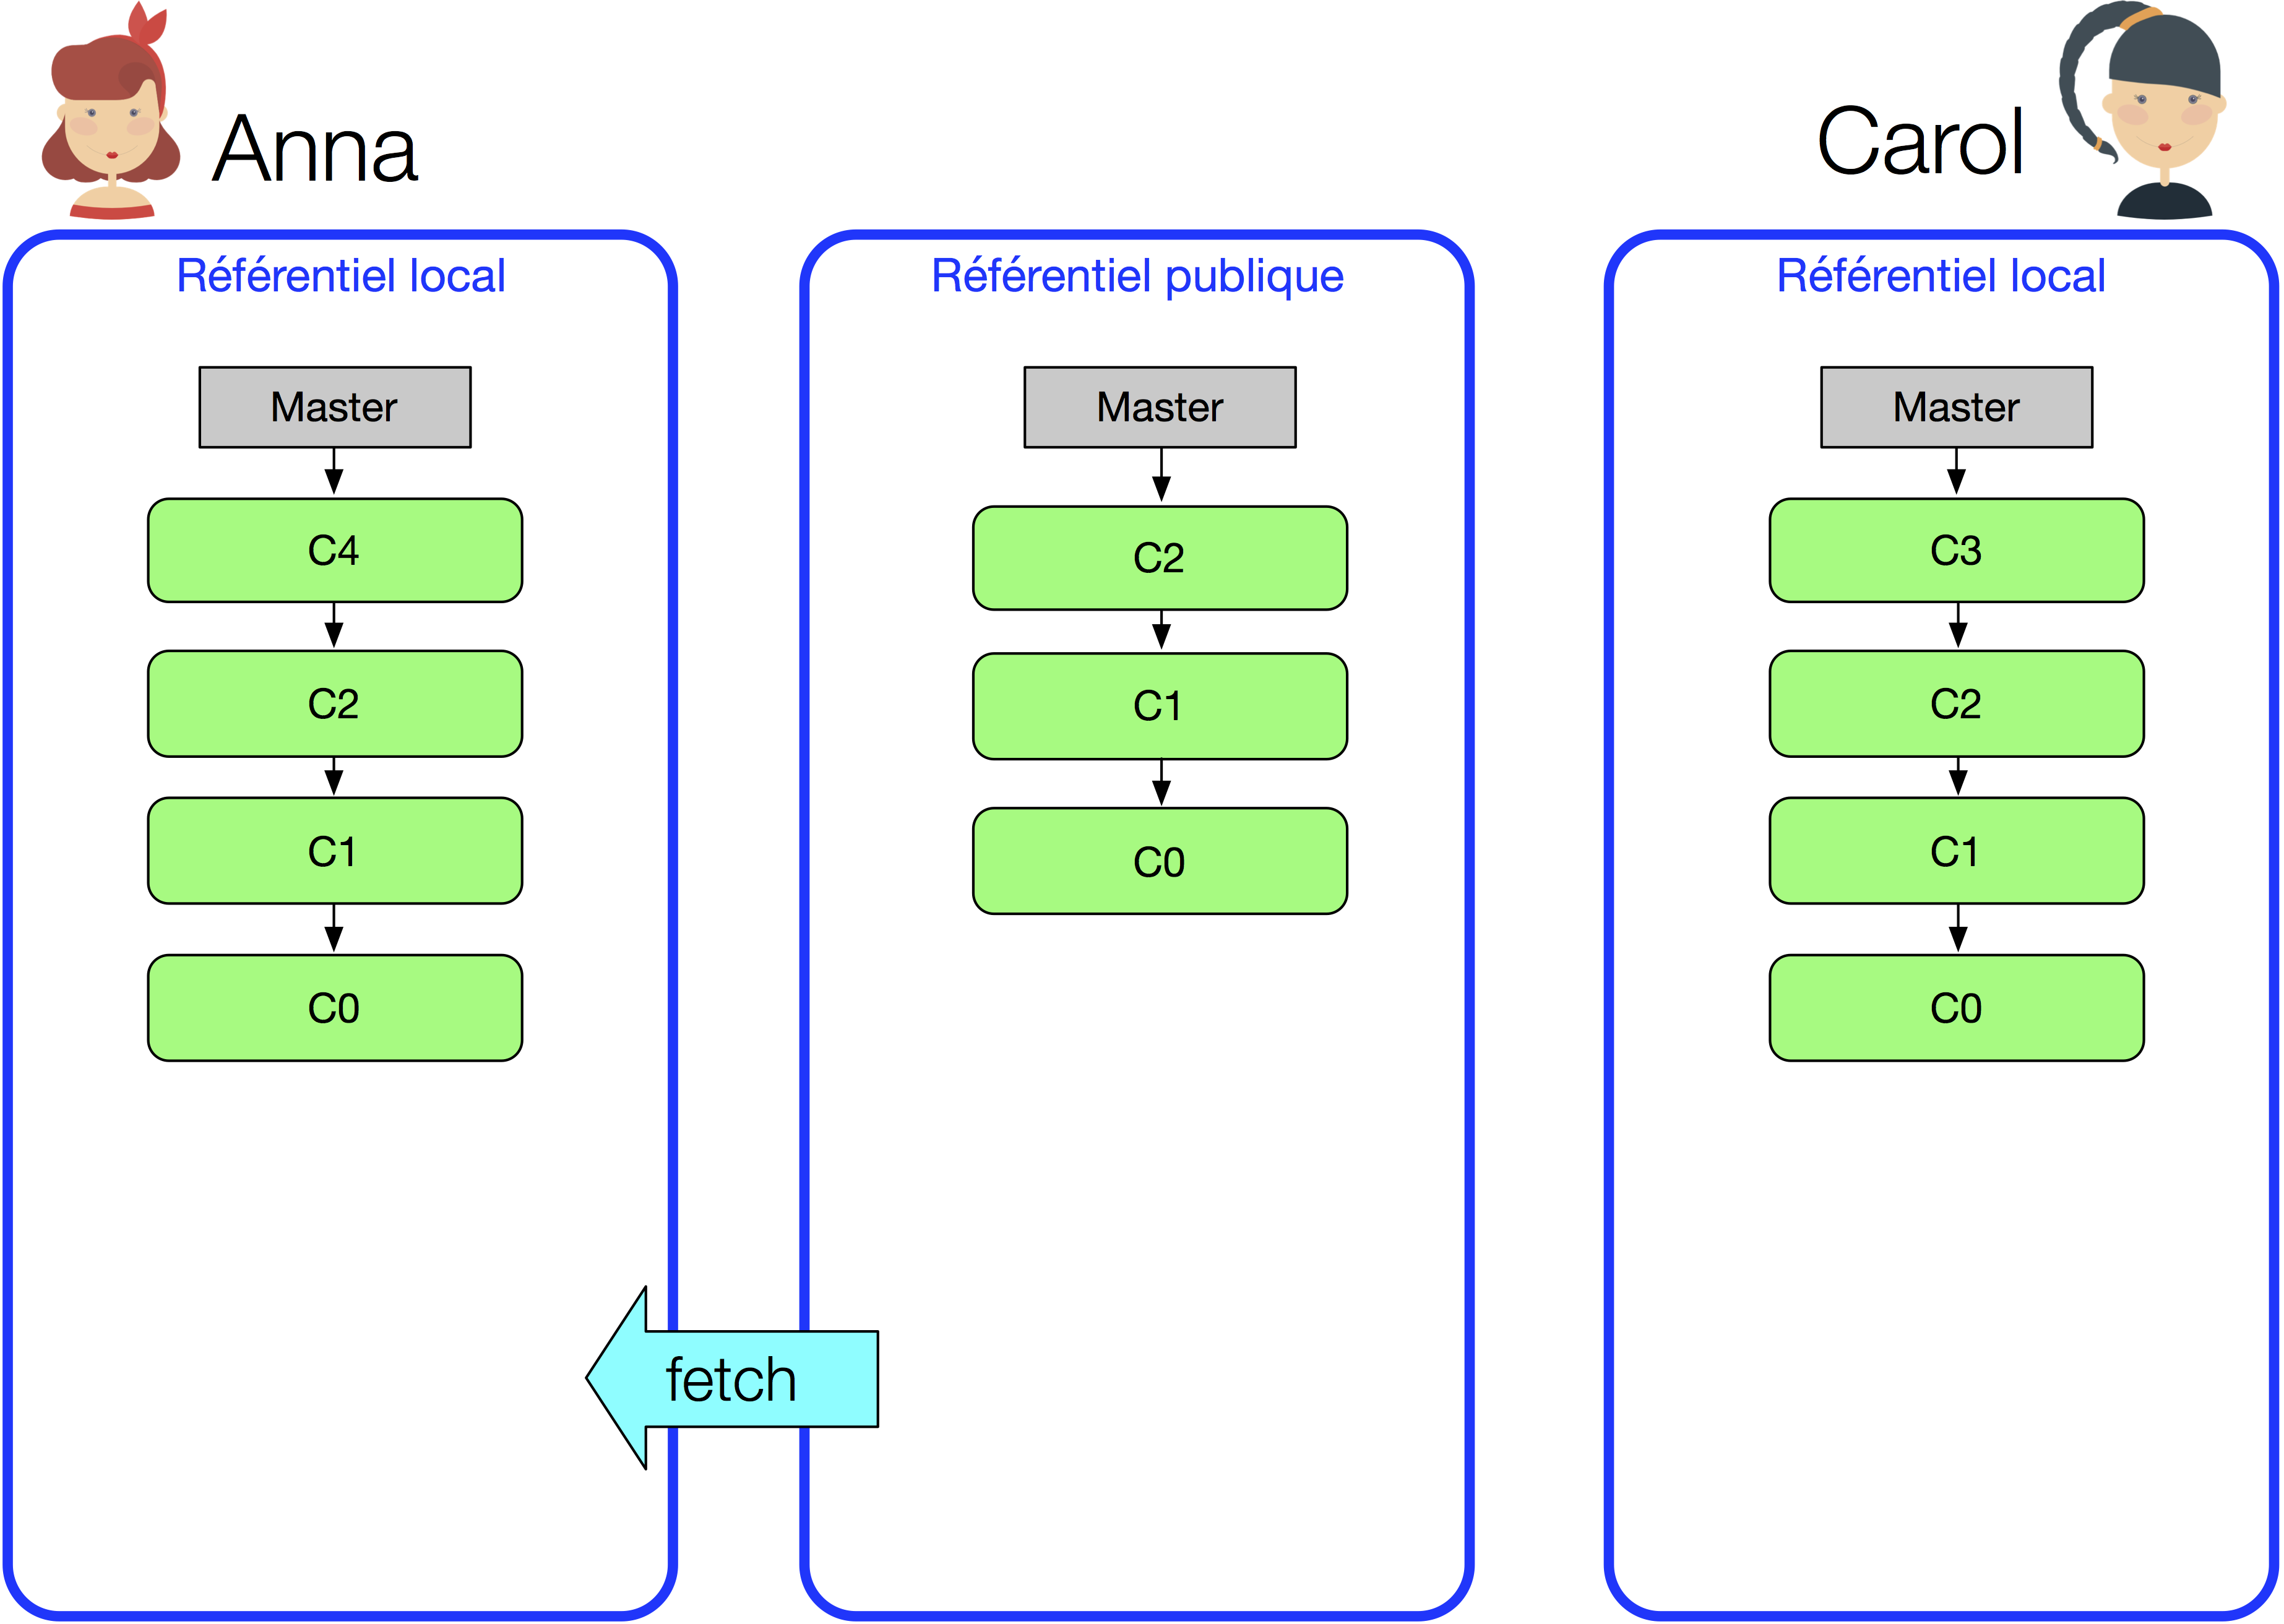 Anna
Carol
Référentiel local
Référentiel publique
Référentiel local
Master
C4
C2
C1
C0
Master
C2
C1
C0
Master
C3
C2
C1
C0
fetch